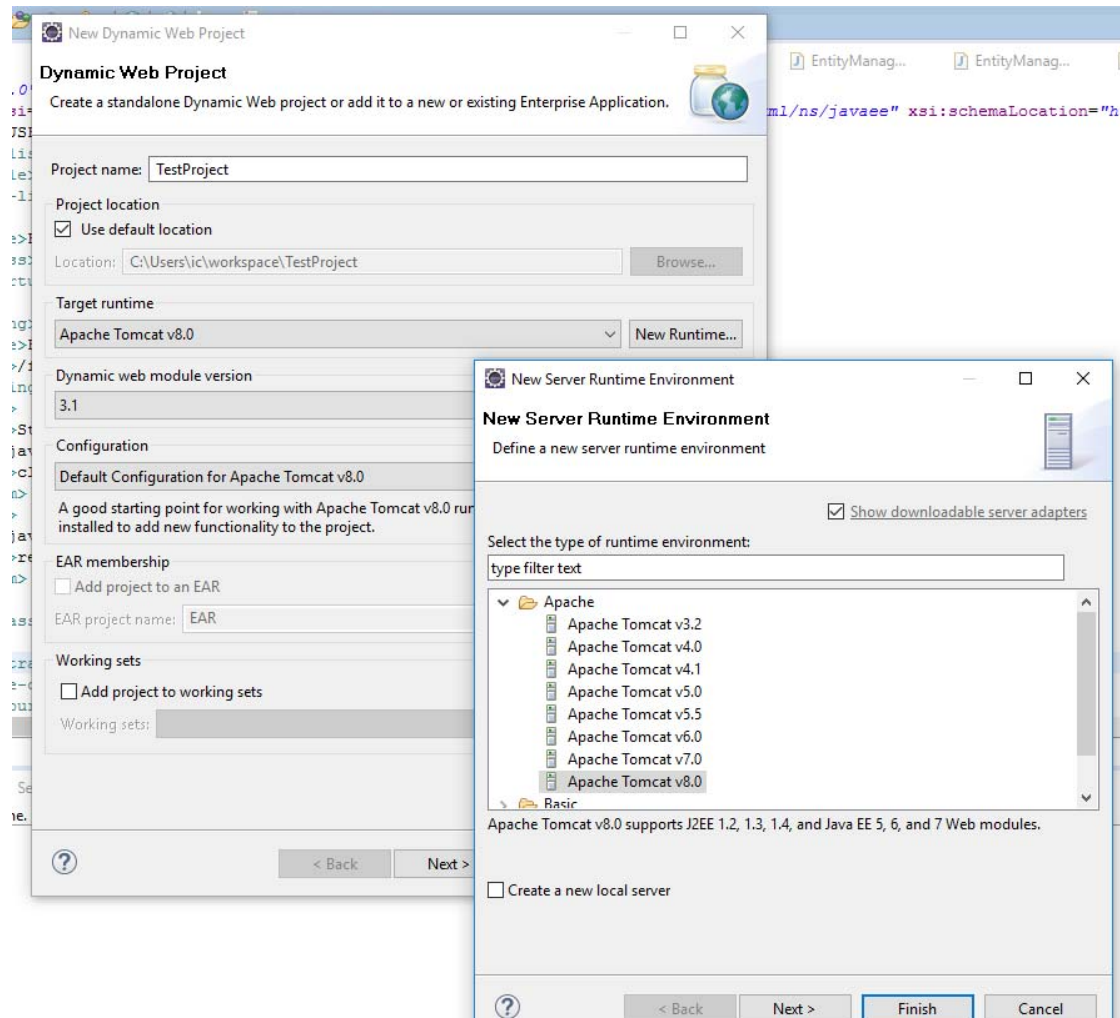 New Dynamic Web Project
Dynamic Web Project
Create a standalone Dynamic Web project or add it to a new or existing Enterprise Application.
EntityManag...
EntityManag...
ml/ns/javaee" xsi:schemaLocation="h
Project name: TestProject
Project location
Use default location
Location: C:\Users\ic\workspace\TestProject
Browse...
Target runtime
Apache Tomcat v8.0
New Runtime...
Dynamic web module version
3.1
Configuration
Default Configuration for Apache Tomcat v8.0
A good starting point for working with Apache Tomcat v8.0 run
installed to add new functionality to the project.
EAR membership
Add project to an EAR
EAR project name: EAR
Working sets
Add project to working sets
Working sets:
< Back
Next >
New Server Runtime Environment
New Server Runtime Environment
Define a new server runtime environment
Show downloadable server adapters
Select the type of runtime environment:
type filter text
Apache
Apache Tomcat v3.2
Apache Tomcat v4.0
Apache Tomcat v4.1
Apache Tomcat v5.0
Apache Tomcat v5.5
Apache Tomcat v6.0
Apache Tomcat v7.0
Apache Tomcat v8.0
Basic
Apache Tomcat v8.0 supports J2EE 1.2, 1.3, 1.4, and Java EE 5, 6, and 7 Web modules.
Create a new local server
< Back
Next >
Finish
Cancel